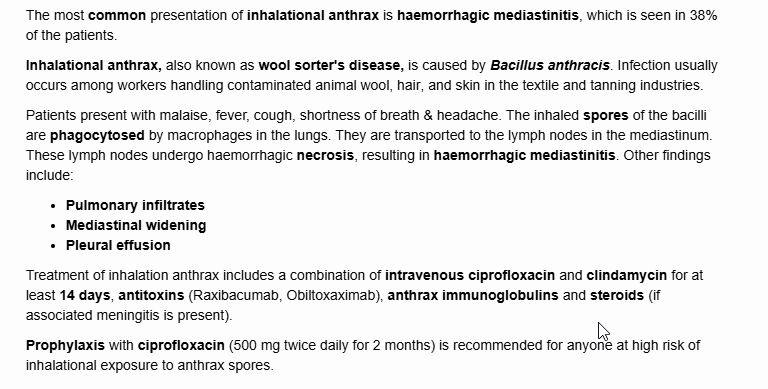 The most common presentation of inhalational anthrax is haemorrhagic mediastinitis, which is seen in 38%
of the patients.
Inhalational anthrax, also known as wool sorter's disease, is caused by Bacillus anthracis. Infection usually
occurs among workers handling contaminated animal wool, hair, and skin in the textile and tanning industries.
Patients present with malaise, fever, cough, shortness of breath & headache. The inhaled spores of the bacilli
are phagocytosed by macrophages in the lungs. They are transported to the lymph nodes in the mediastinum.
These lymph nodes undergo haemorrhagic necrosis, resulting in haemorrhagic mediastinitis. Other findings
include:
• Pulmonary infiltrates
• Mediastinal widening
• Pleural effusion
Treatment of inhalation anthrax includes a combination of intravenous ciprofloxacin and clindamycin for at
least 14 days, antitoxins (Raxibacumab, Obiltoxaximab), anthrax immunoglobulins and steroids (if
associated meningitis is present).
Prophylaxis with ciprofloxacin (500 mg twice daily for 2 months) is recommended for anyone at high risk of
inhalational exposure to anthrax spores.